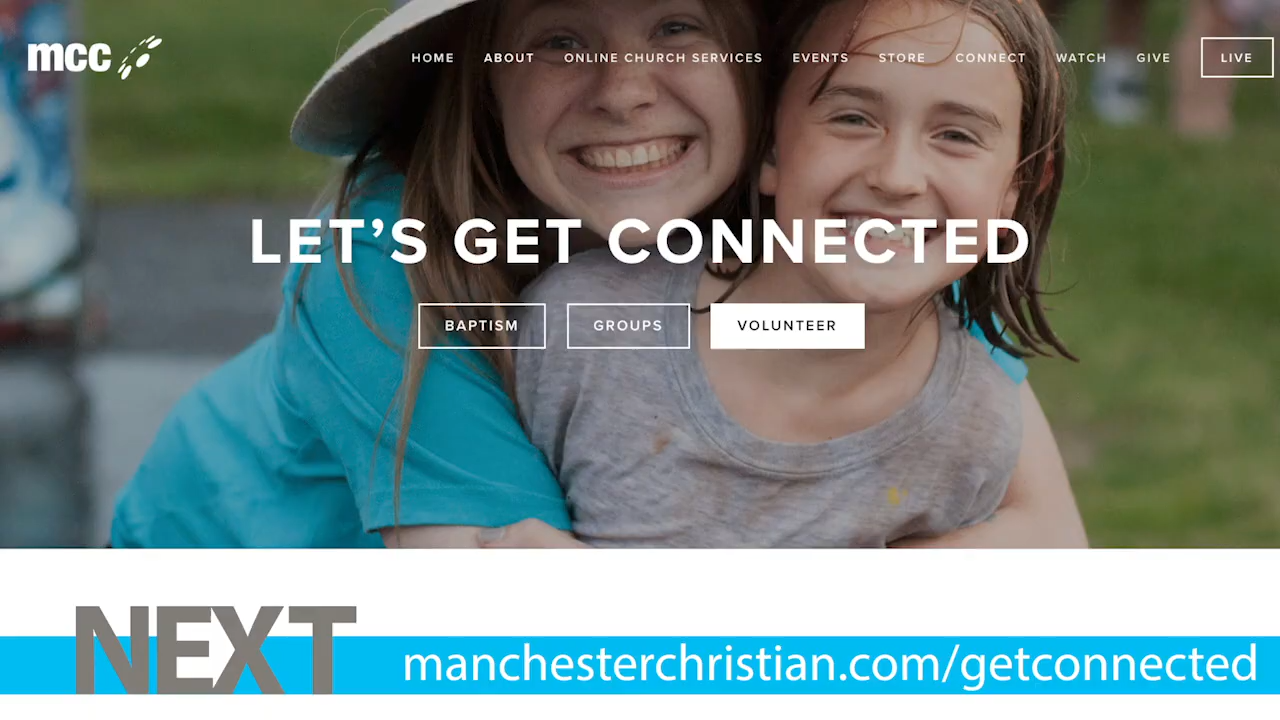 mcc
HOME ABOUT ONLINE CHURCH SERVICES EVENTS STORE CONNECT WATCH GIVE LIVE
LET'S GET CONNECTED
BAPTISM GROUPS VOLUNTEER
NEXT
manchesterchristian.com/getconnected